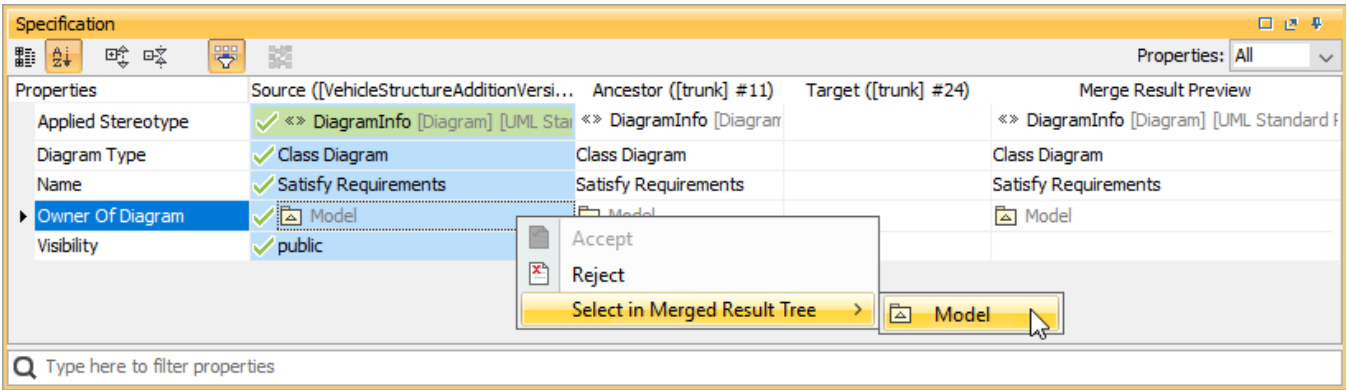 Specification
Properties: All
Properties Source ([VehicleStructureAdditionVersi... Ancestor ([trunk] #11) Target ([trunk] #24) Merge Result Preview
Applied Stereotype «» DiagramInfo [Diagram] [UML Star «» DiagramInfo [Diagram «» DiagramInfo [Diagram] [UML Standard P
Diagram Type Class Diagram Class Diagram Class Diagram
Name Satisfy Requirements Satisfy Requirements Satisfy Requirements
Owner Of Diagram Model Model Model
Visibility public
Accept
Reject
Select in Merged Result Tree > Model
Type here to filter properties